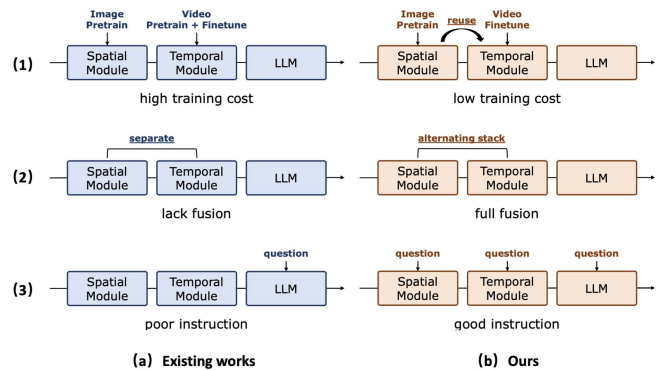 Image
Pretrain
Video
Pretrain + Finetune
Image
Pretrain
reuse
Video
Finetune
(1)
Spatial
Module
Temporal
Module
LLM
Spatial
Module
Temporal
Module
LLM
high training cost
low training cost
separate
alternating stack
(2)
Spatial
Module
Temporal
Module
LLM
Spatial
Module
Temporal
Module
LLM
lack fusion
full fusion
question
question
question
question
(3)
Spatial
Module
Temporal
Module
LLM
Spatial
Module
Temporal
Module
LLM
poor instruction
good instruction
(a) Existing works
(b) Ours